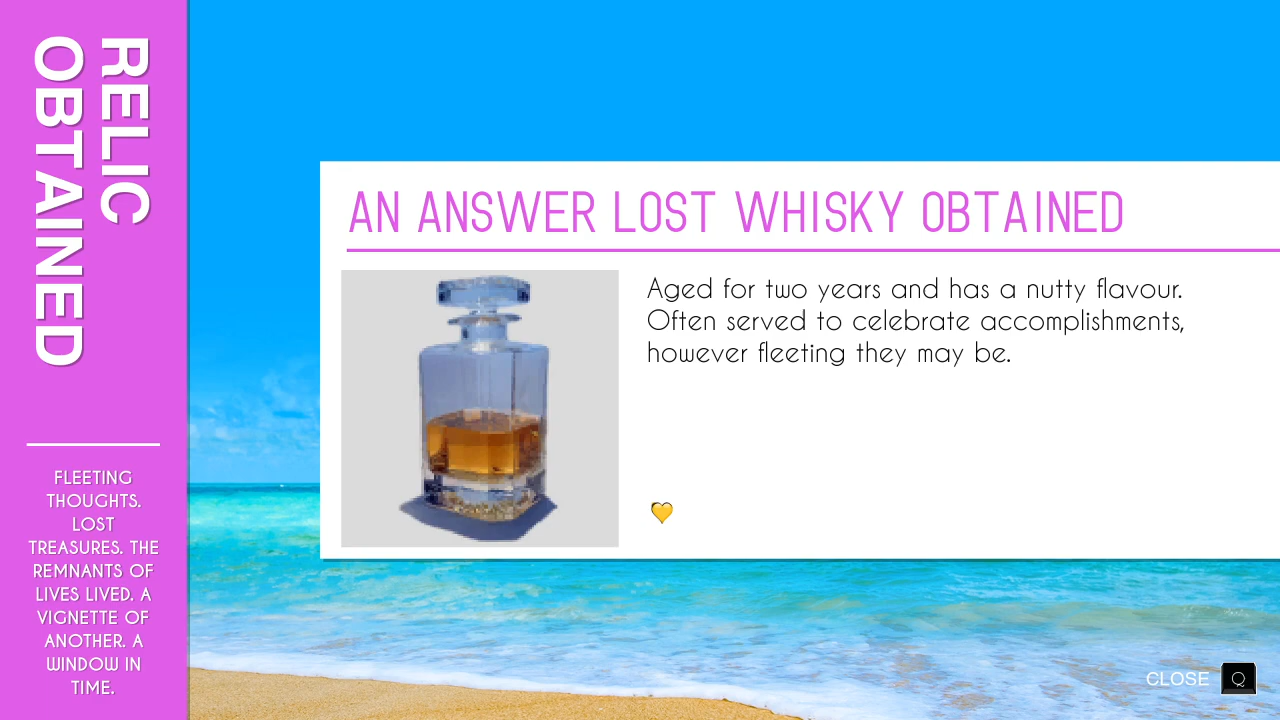 RELIC
OBTAINED
FLEETING
THOUGHTS.
LOST
TREASURES. THE
REMNANTS OF
LIVES LIVED. A
VIGNETTE OF
ANOTHER. A
WINDOW IN
TIME.
AN ANSWER LOST WHISKY OBTAINED
Aged for two years and has a nutty flavour.
Often served to celebrate accomplishments,
however fleeting they may be.
CLOSE Q